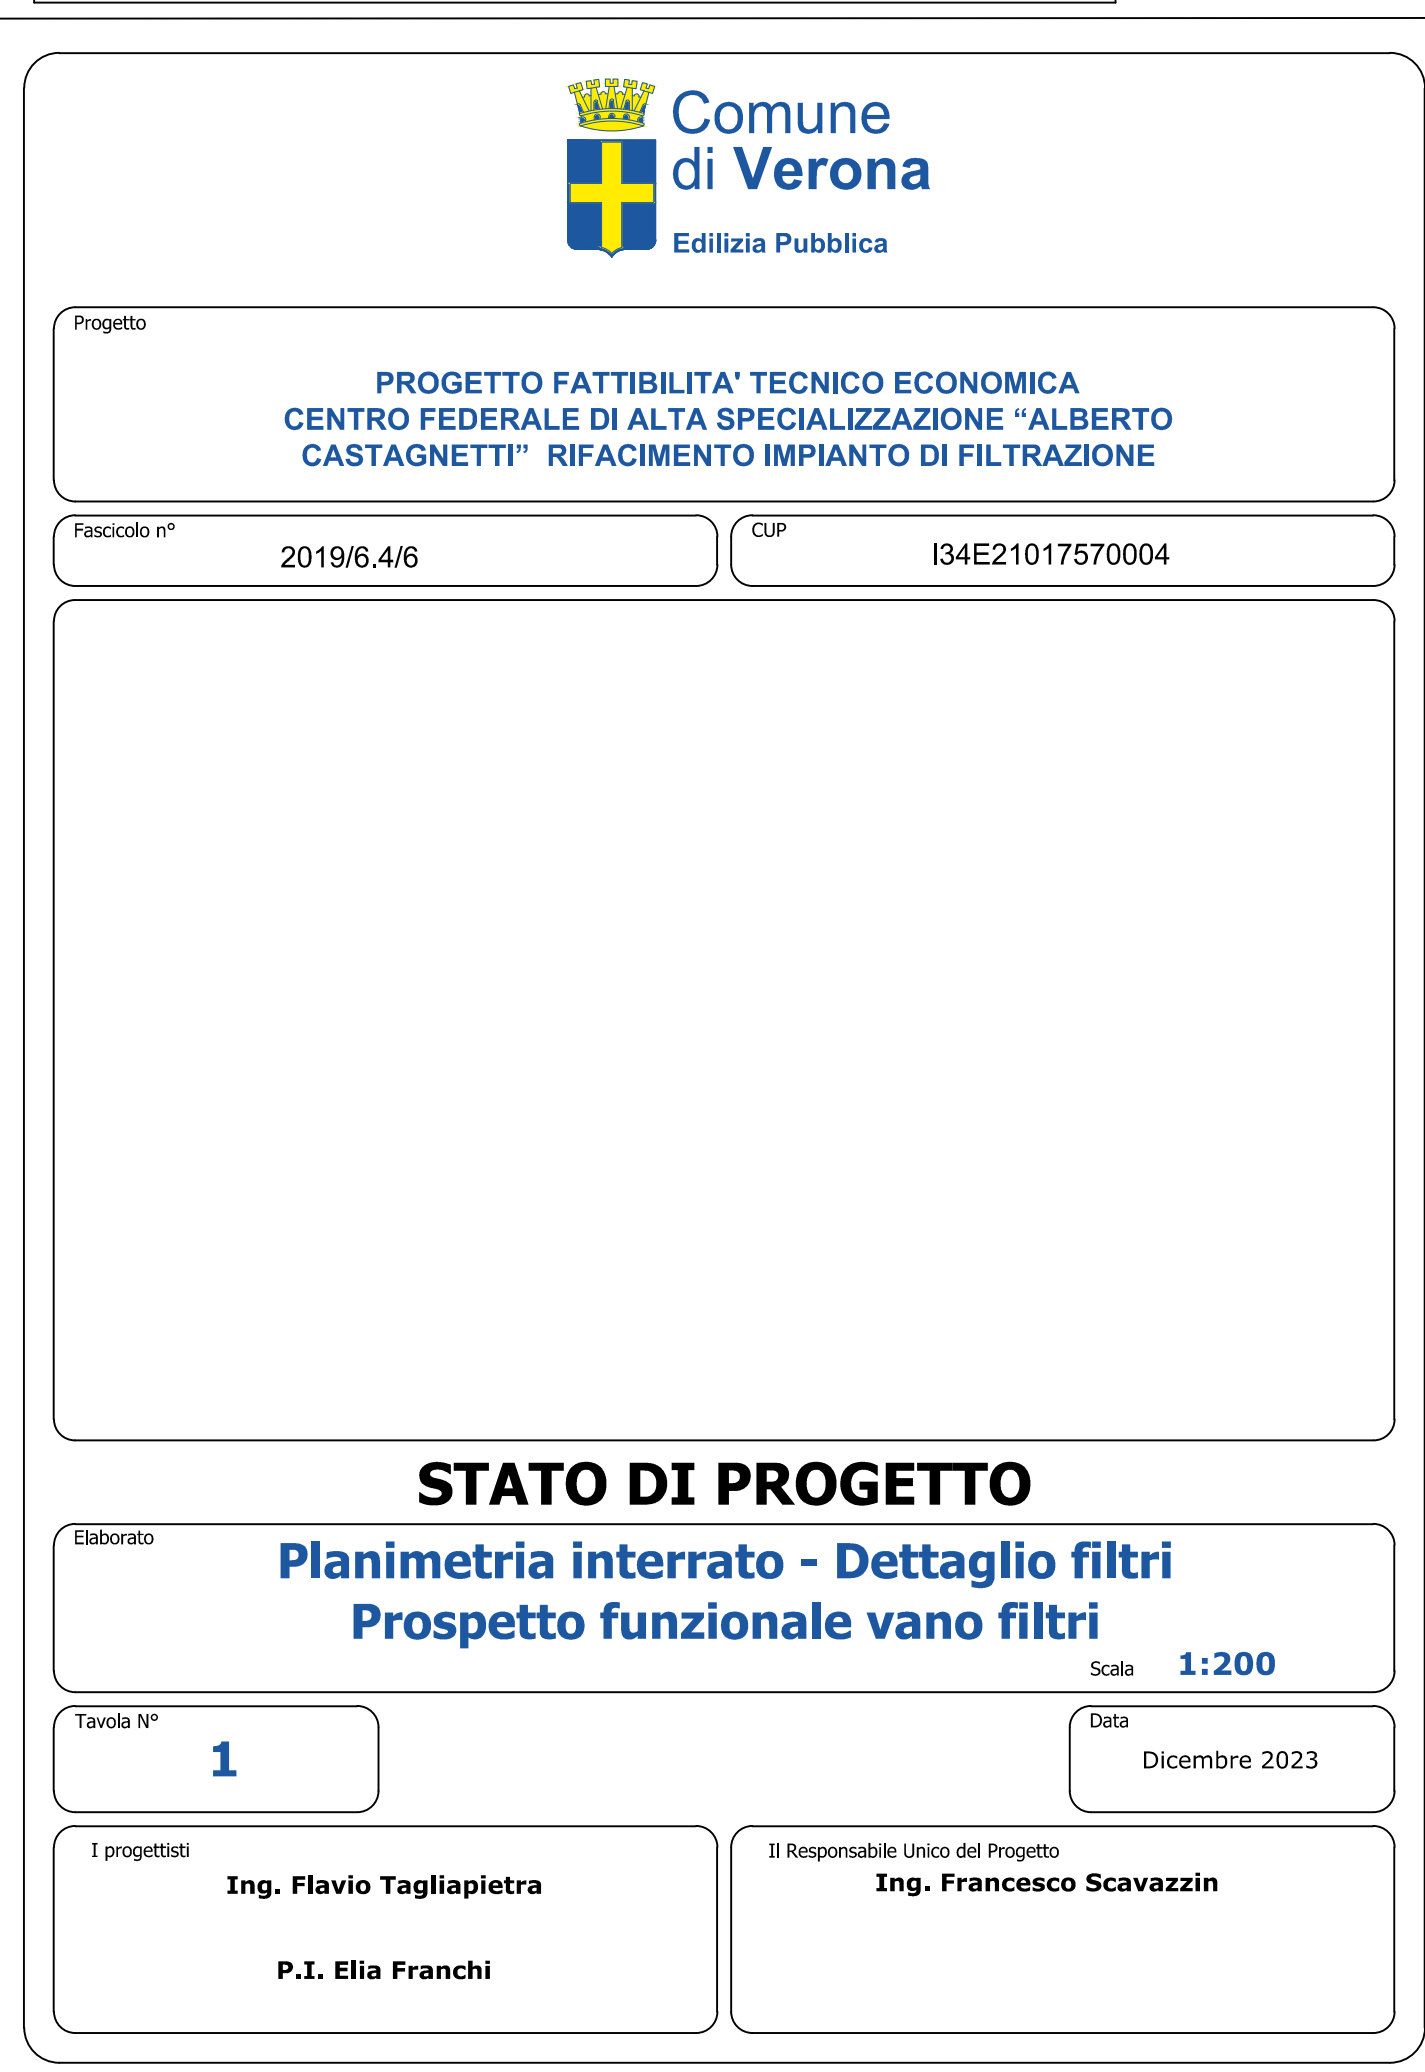 Comune
di Verona
Edilizia Pubblica
Progetto
PROGETTO FATTIBILITA' TECNICO ECONOMICA
CENTRO FEDERALE DI ALTA SPECIALIZZAZIONE “ALBERTO
CASTAGNETTI” RIFACIMENTO IMPIANTO DI FILTRAZIONE
Fascicolo n°
2019/6.4/6
CUP
I34E21017570004
STATO DI PROGETTO
Elaborato
Planimetria interrato - Dettaglio filtri
Prospetto funzionale vano filtri
Scala 1:200
Tavola N°
1
Data
Dicembre 2023
I progettisti
Ing. Flavio Tagliapietra
P.I. Elia Franchi
Il Responsabile Unico del Progetto
Ing. Francesco Scavazzin